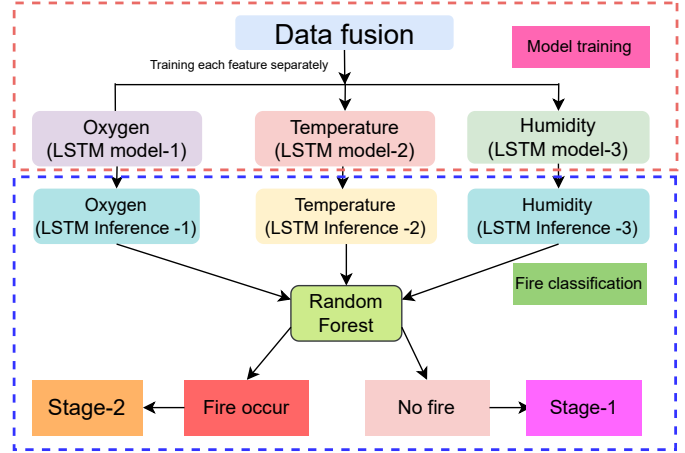 Data fusion
Model training
Training each feature separately
Oxygen
(LSTM model-1)
Temperature
(LSTM model-2)
Humidity
(LSTM model-3)
Oxygen
(LSTM Inference -1)
Temperature
(LSTM Inference -2)
Humidity
(LSTM Inference -3)
Fire classification
Random
Forest
Stage-2
Fire occur
No fire
Stage-1